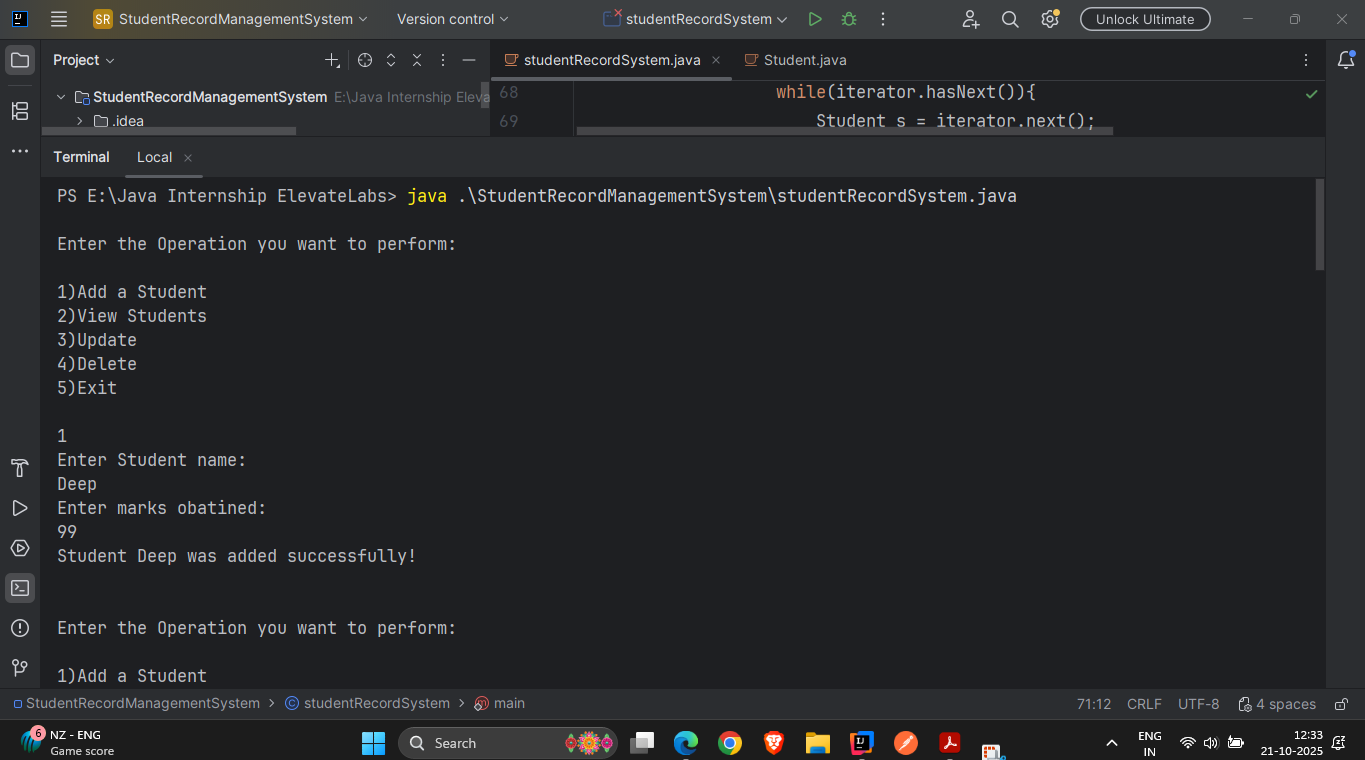 SR StudentRecordManagementSystem Version control studentRecordSystem Unlock Ultimate
Project
studentRecordSystem.java Student.java
StudentRecordManagementSystem E:\Java Internship Eleva
.idea
68 while(iterator.hasNext()){
69 Student s = iterator.next();
Terminal Local
PS E:\Java Internship ElevateLabs> java .\StudentRecordManagementSystem\studentRecordSystem.java
Enter the Operation you want to perform:
1)Add a Student
2)View Students
3)Update
4)Delete
5)Exit
1
Enter Student name:
Deep
Enter marks obatined:
99
Student Deep was added successfully!
Enter the Operation you want to perform:
1)Add a Student
StudentRecordManagementSystem > studentRecordSystem > main 71:12 CRLF UTF-8 4 spaces
6 NZ - ENG
Game score
Search
ENG
IN
12:33
21-10-2025